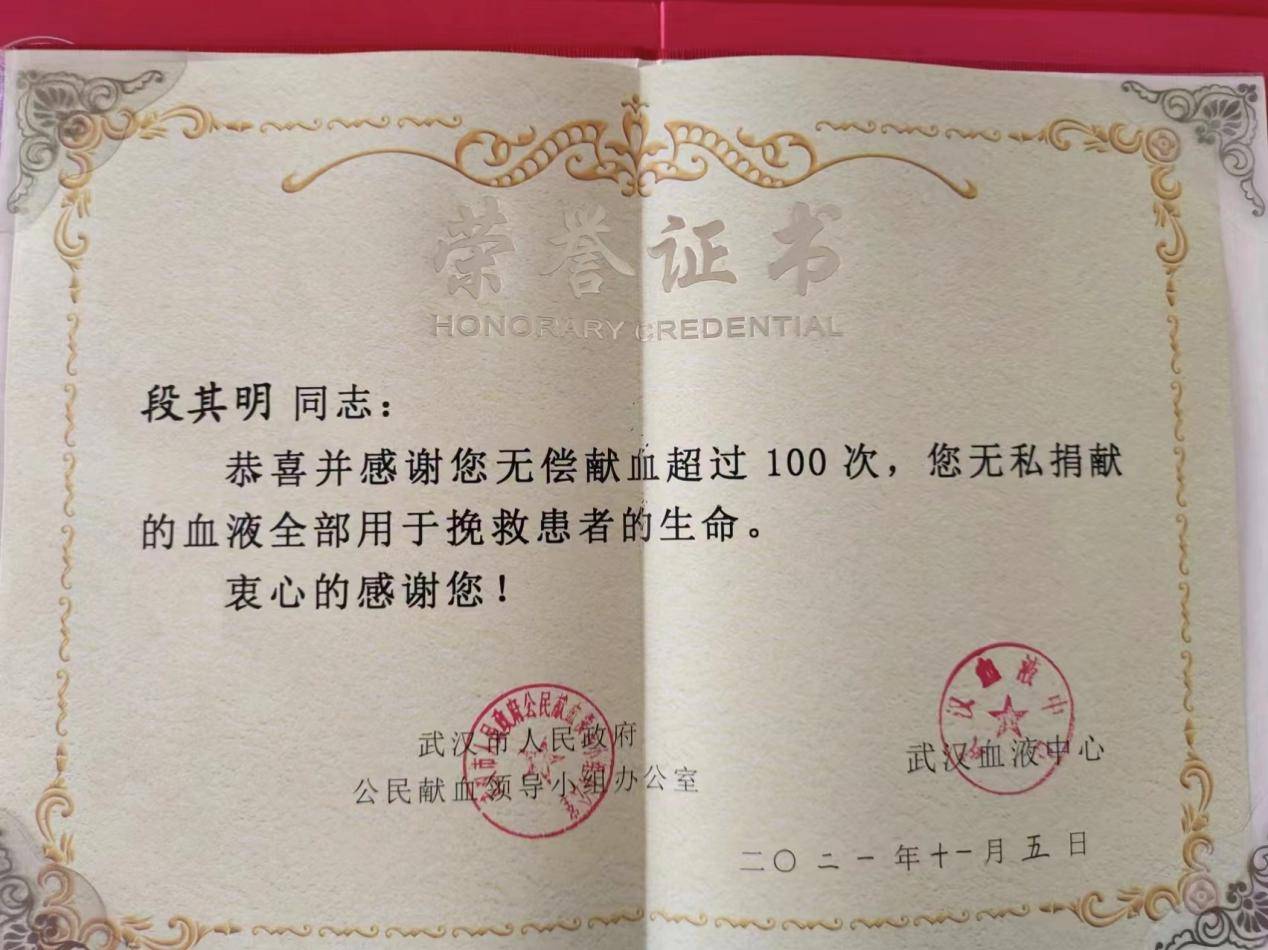 荣誉证书
HONORARY CREDENTIAL
段其明 同志：
恭喜并感谢您无偿献血超过 100 次，您无私捐献
的血液全部用于挽救患者的生命。
衷心的感谢您！
武汉市人民政府
公民献血领导小组办公室
武汉血液中心
二〇二一年十一月五日